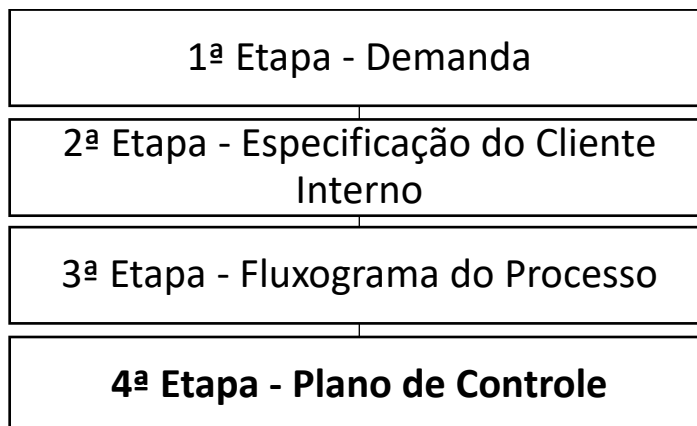 1ª Etapa - Demanda
2ª Etapa - Especificação do Cliente
Interno
3ª Etapa - Fluxograma do Processo
4ª Etapa - Plano de Controle